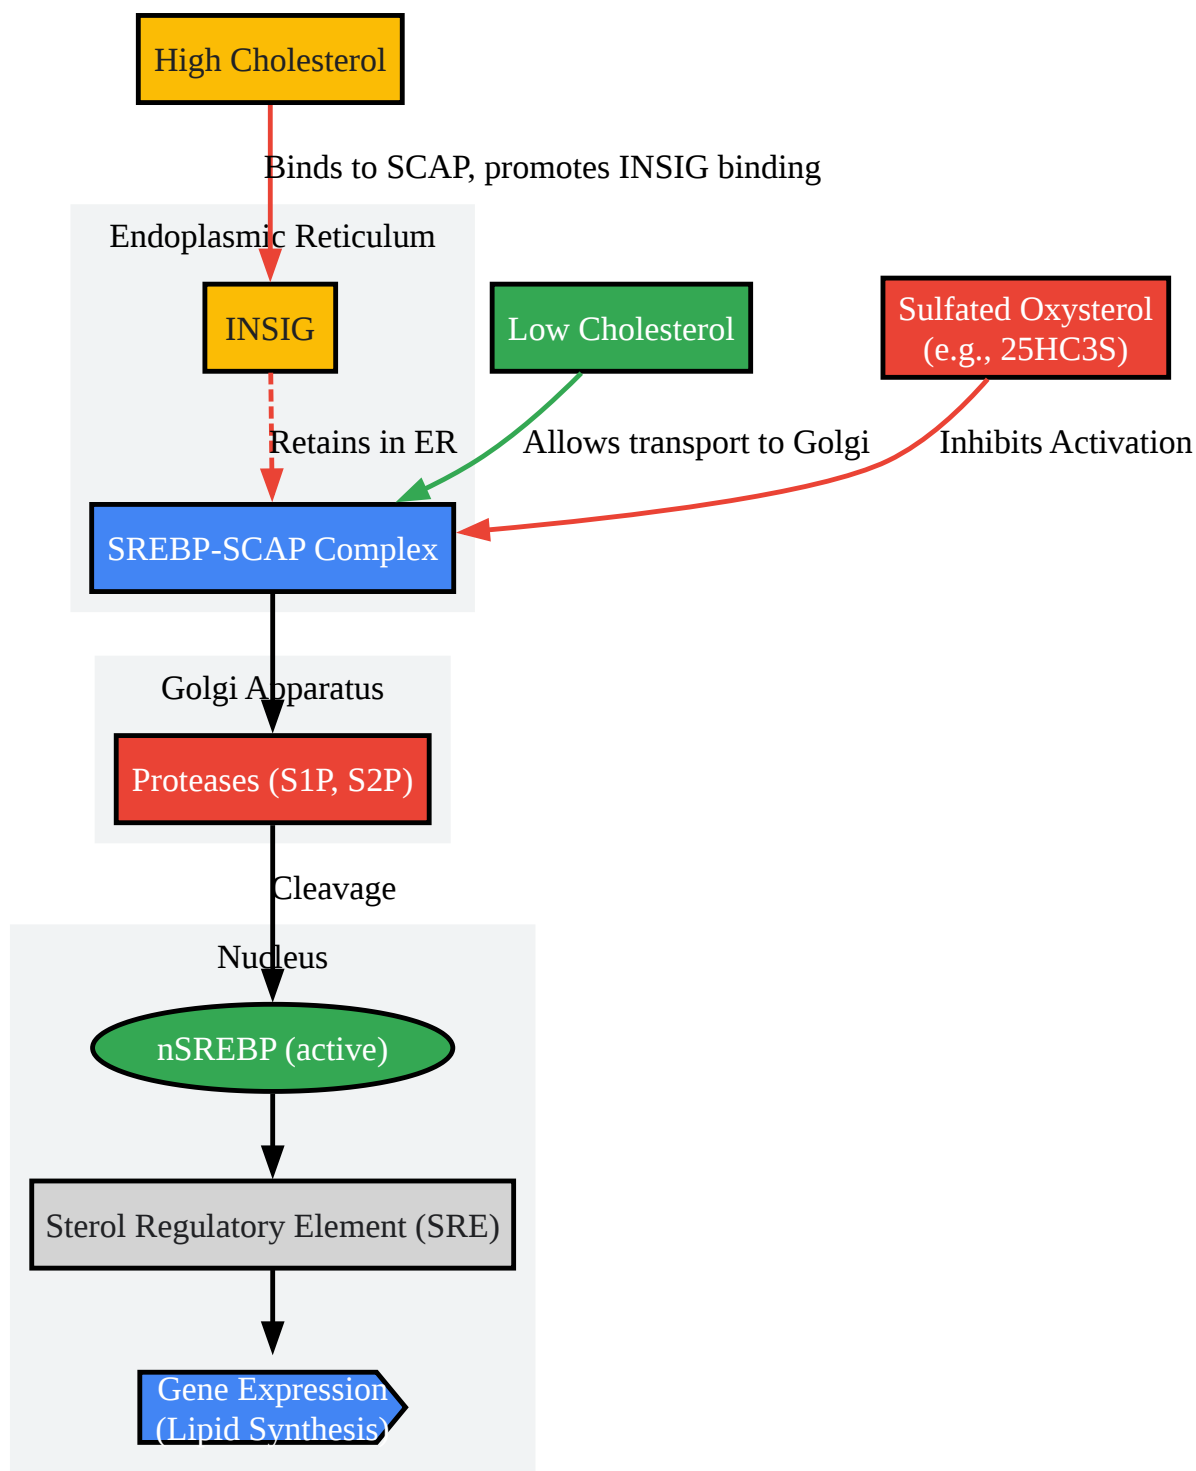 High Cholesterol
Binds to SCAP, promotes INSIG binding
Endoplasmic Reticulum
INSIG
Low Cholesterol
Sulfated Oxysterol
(e.g., 25HC3S)
Retains in ER
Allows transport to Golgi
Inhibits Activation
SREBP-SCAP Complex
Golgi Apparatus
Proteases (S1P, S2P)
Cleavage
Nucleus
nSREBP (active)
Sterol Regulatory Element (SRE)
Gene Expression
(Lipid Synthesis)